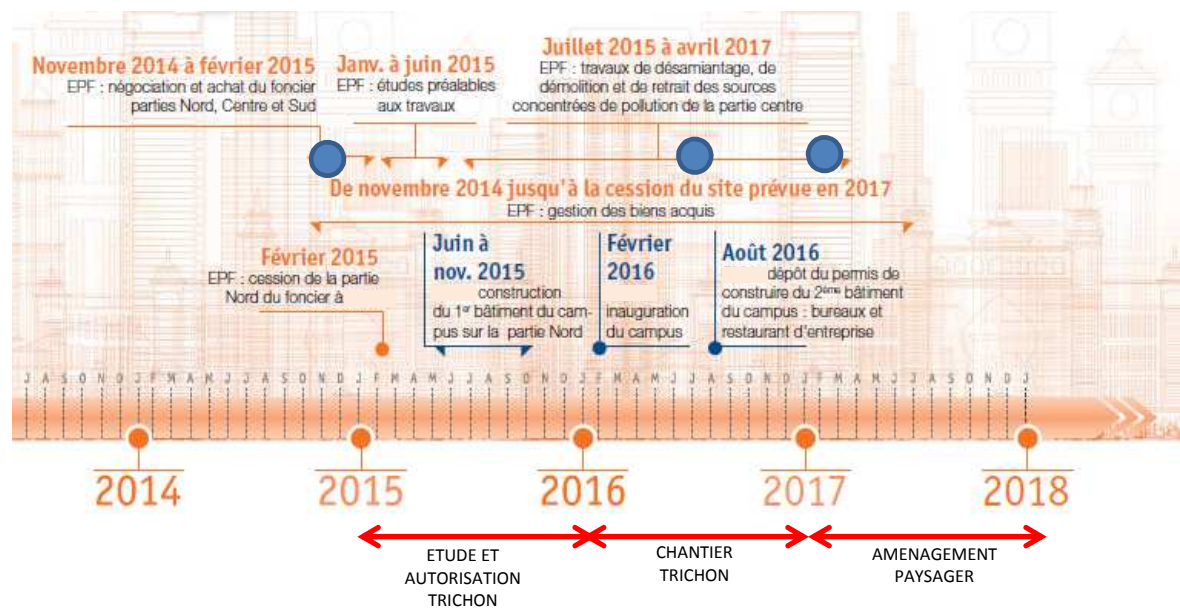 Novembre 2014 à février 2015
EPF : négociation et achat du foncier
parties Nord, Centre et Sud
Janv. à juin 2015
EPF : études préalables
aux travaux
Juillet 2015 à avril 2017
EPF : travaux de désamiantage, de
démolition et de retrait des sources
concentrées de pollution de la partie centre
De novembre 2014 jusqu'à la cession du site prévue en 2017
EPF : gestion des biens acquis
Février 2015
EPF : cession de la partie
Nord du foncier à
Juin à
nov. 2015
construction
du 1er bâtiment du cam-
pus sur la partie Nord
Février
2016
inauguration
du campus
Août 2016
dépôt du permis de
construire du 2ème bâtiment
du campus : bureaux et
restaurant d'entreprise
J A S O N D J F M A M J J A S O N D J F M A M J J A S O N D J F M A M J J A S O N D J F M A M J J A S O N D J
2014 2015 2016 2017 2018
ETUDE ET
AUTORISATION
TRICHON
CHANTIER
TRICHON
AMENAGEMENT
PAYSAGER